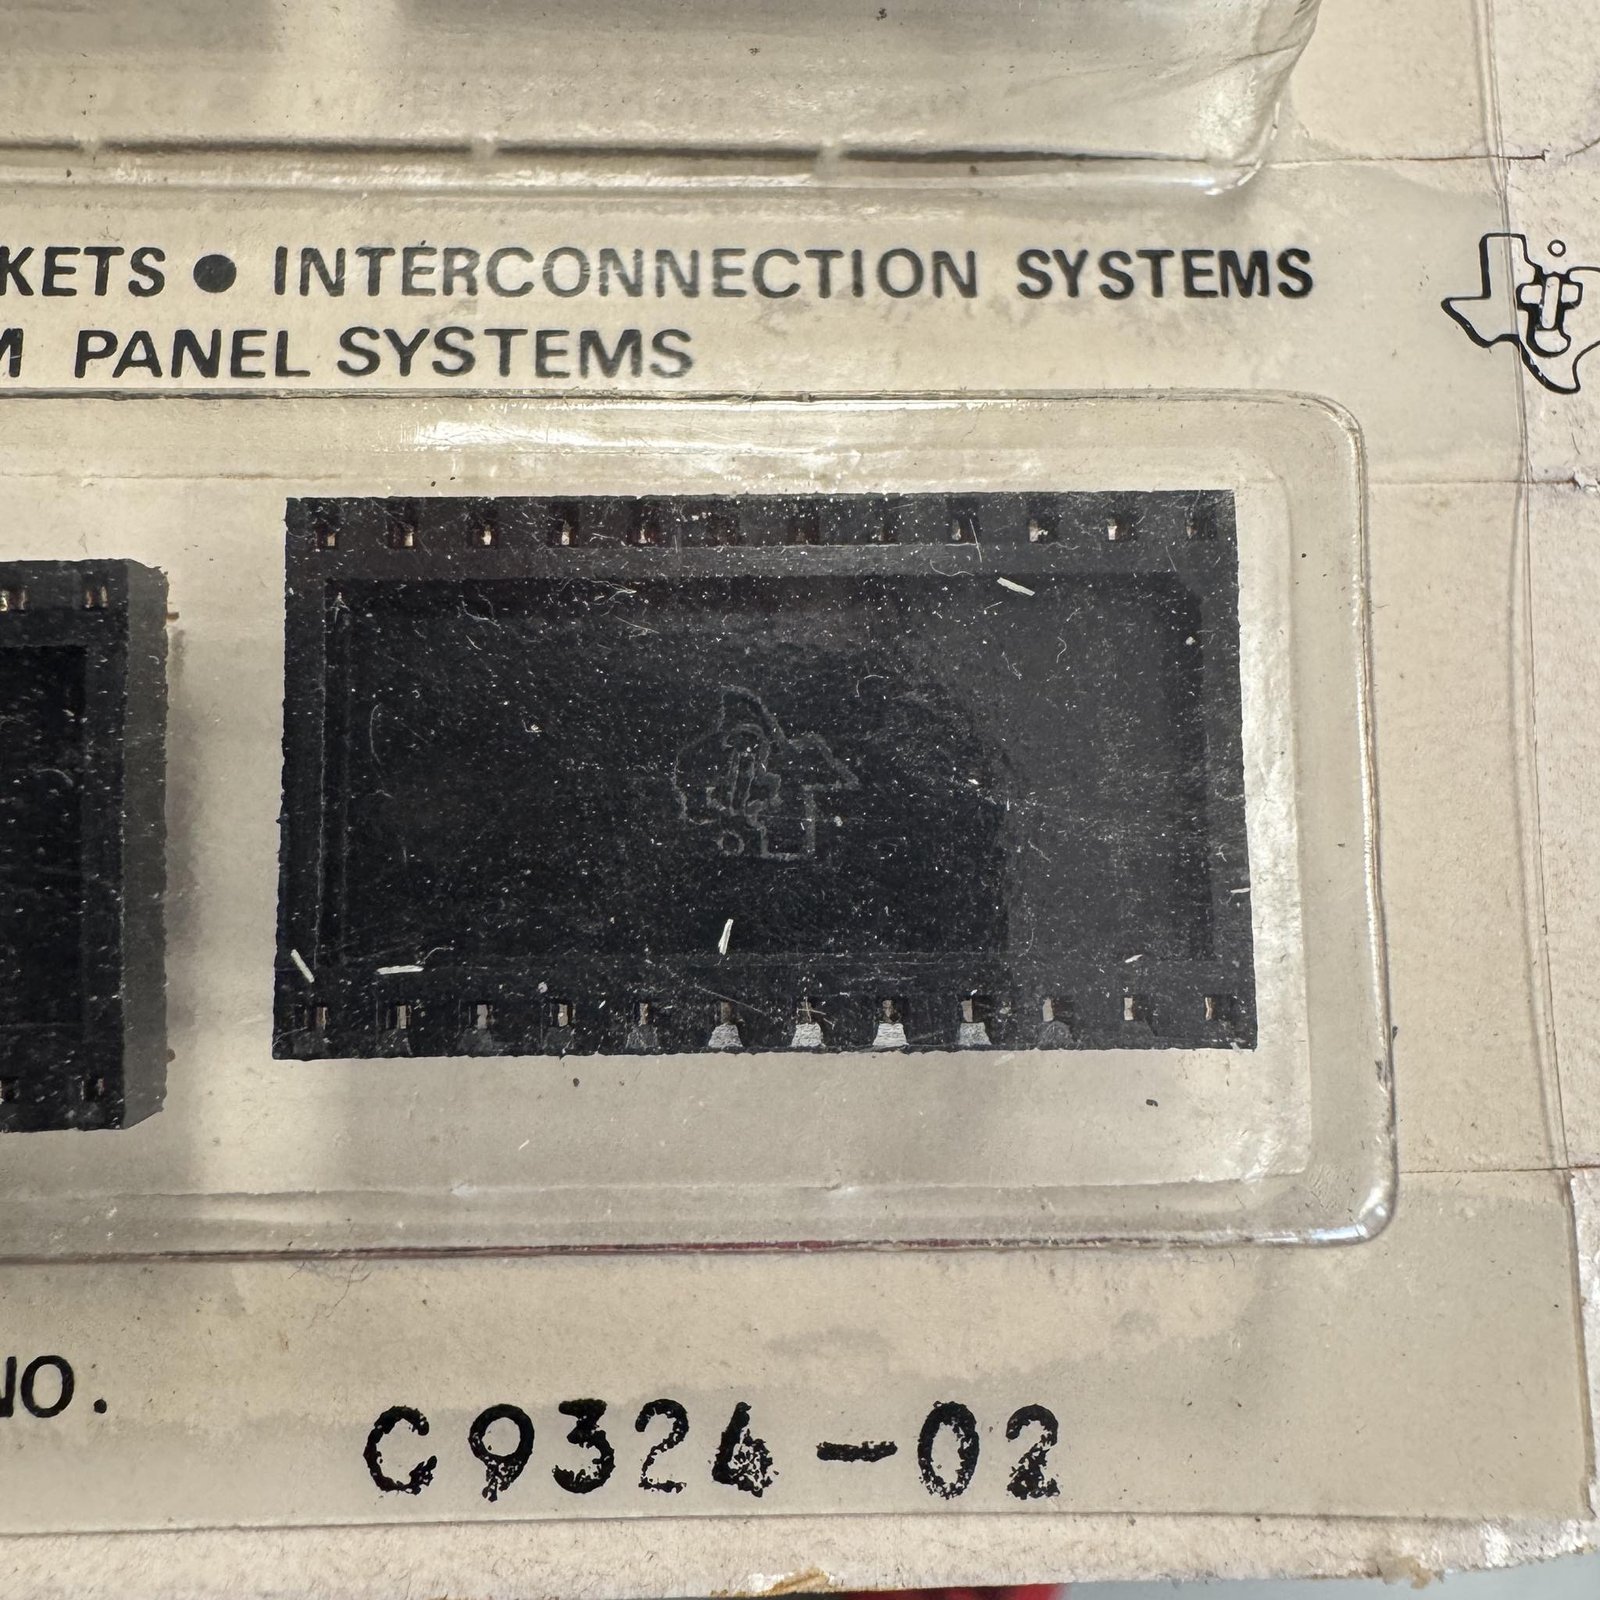 KETS ● INTERCONNECTION SYSTEMS
M PANEL SYSTEMS
NO.
C9324-02